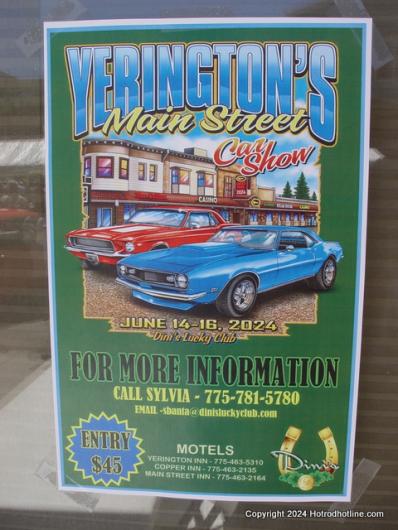 YERINGTON'S
Main Street
Car Show
CASINO
JUNE 14-16, 2024
Dini's Lucky Club
FOR MORE INFORMATION
CALL SYLVIA - 775-781-5780
EMAIL -sbanta@dinisluckyclub.com
ENTRY
$45
MOTELS
YERINGTON INN - 775-463-5310
COPPER INN - 775-463-2135
MAIN STREET INN - 775-463-2164
Dini's
Copyright 2024 Hotrodhotline.com